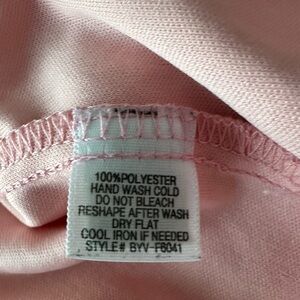 100%POLYESTER
HAND WASH COLD
DO NOT BLEACH
RESHAPE AFTER WASH
DRY FLAT
COOL IRON IF NEEDED
STYLE# BYV-F6041